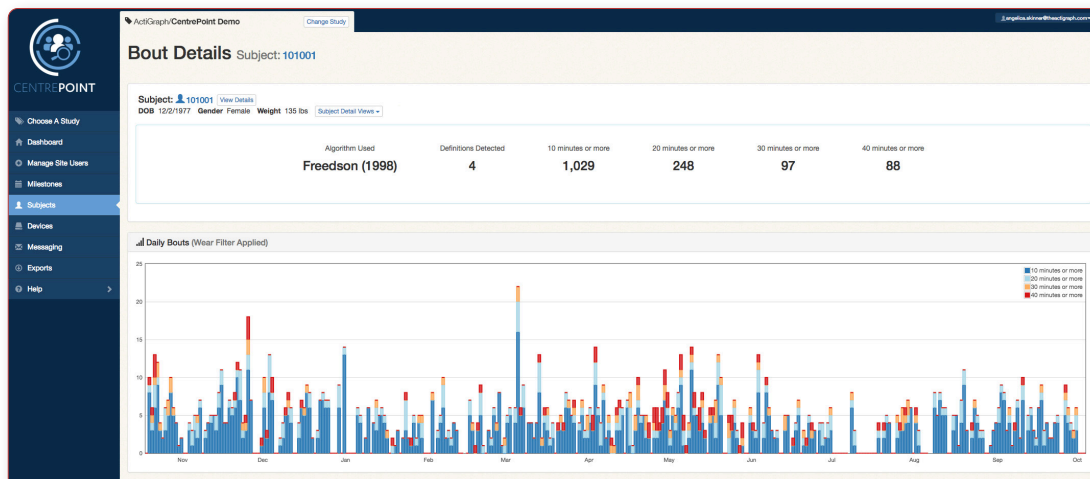 ActiGraph/CentrePoint Demo
Change Study
angelica.skinner@theactigraph.com
CENTREPOINT
Bout Details Subject: 101001
Subject: 101001 View Details
DOB 12/2/1977 Gender Female Weight 135 lbs Subject Detail Views
Choose A Study
Dashboard
Manage Site Users
Milestones
Subjects
Devices
Messaging
Exports
Help
Algorithm Used
Freedson (1998)
Definitions Detected
4
10 minutes or more
1,029
20 minutes or more
248
30 minutes or more
97
40 minutes or more
88
Daily Bouts (Wear Filter Applied)
25
20
15
10
5
0
10 minutes or more
20 minutes or more
30 minutes or more
40 minutes or more
Nov
Dec
Jan
Feb
Mar
Apr
May
Jun
Jul
Aug
Sep
Oct